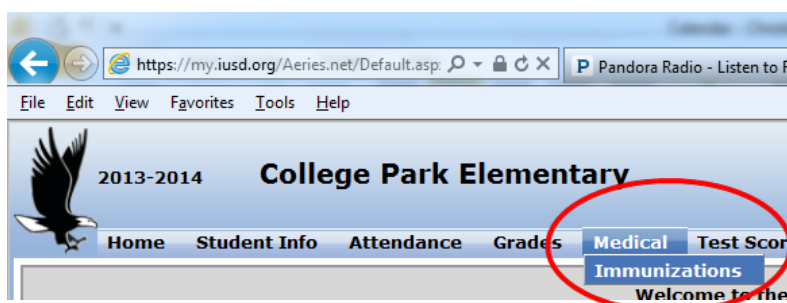 https://my.iusd.org/Aeries.net/Default.asp
Pandora Radio - Listen to
File Edit View Favorites Tools Help
2013-2014 College Park Elementary
Home Student Info Attendance Grades Medical Test Scor
Immunizations
Welcome to the